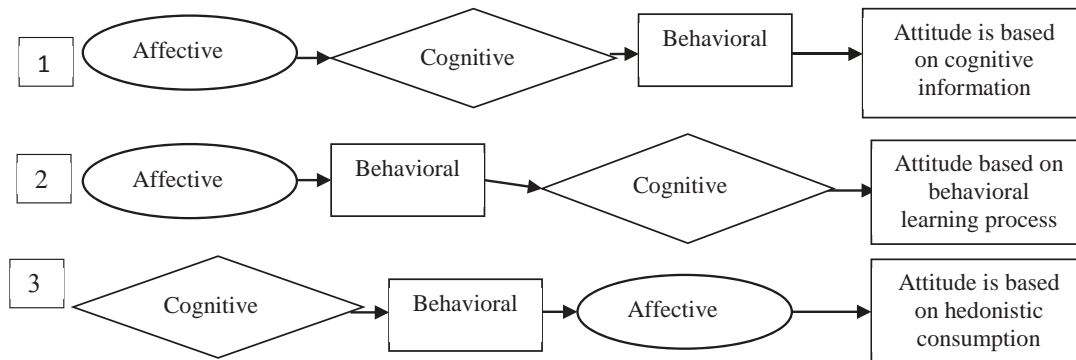 1
Affective
Cognitive
Behavioral
Attitude is based
on cognitive
information
2
Affective
Behavioral
Cognitive
Attitude based on
behavioral
learning process
3
Cognitive
Behavioral
Affective
Attitude is based
on hedonistic
consumption